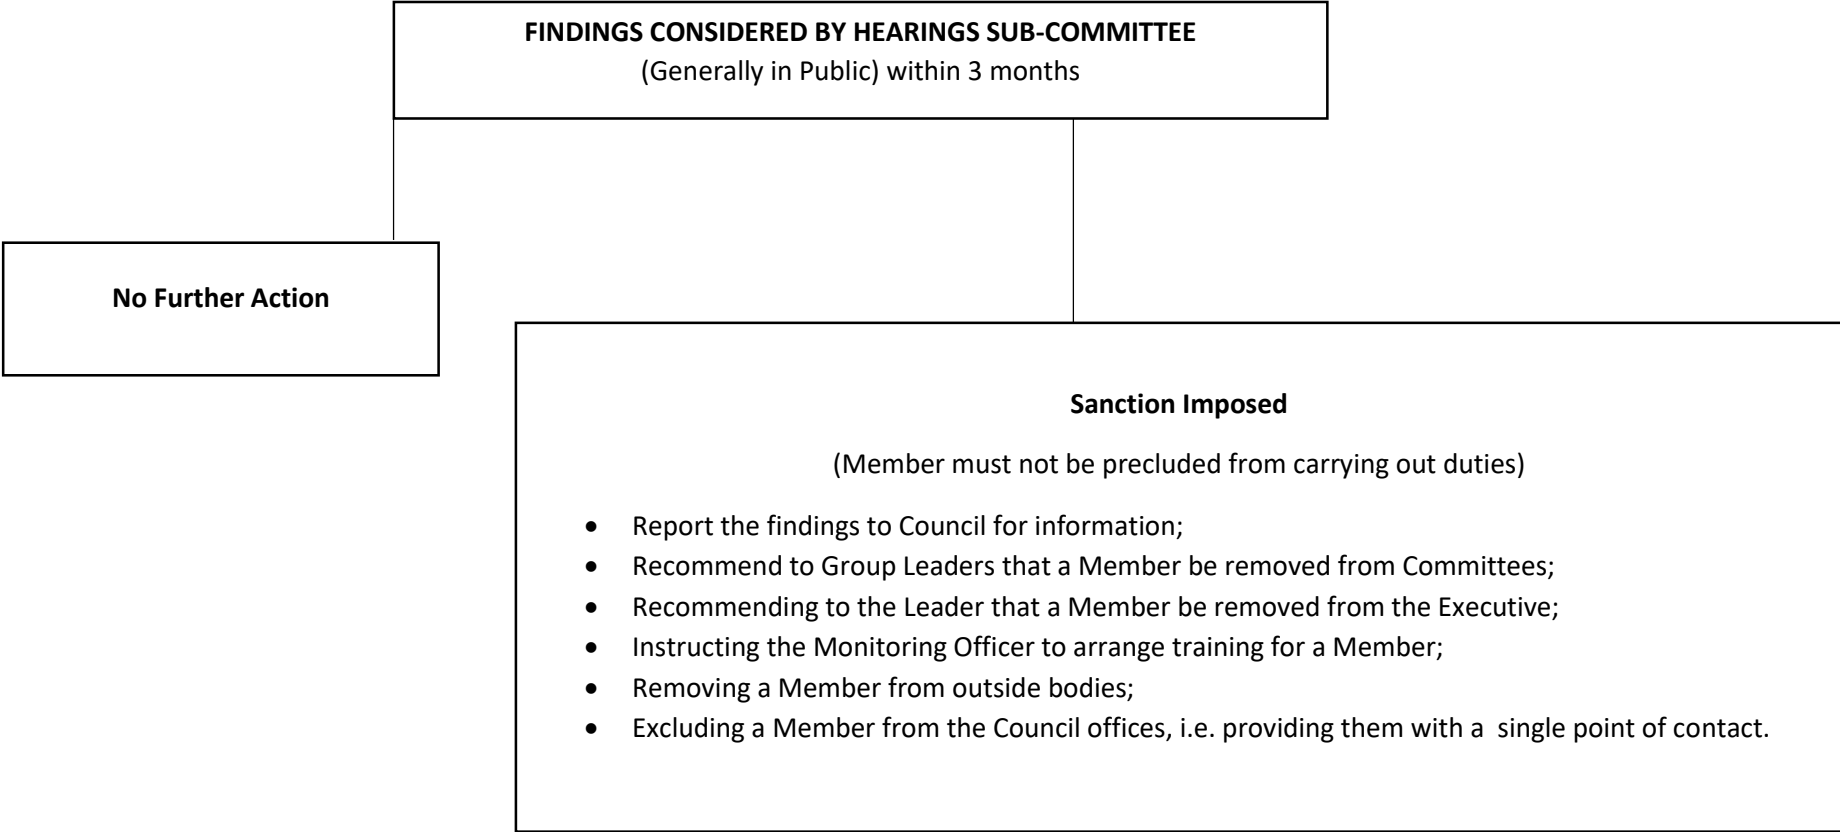 FINDINGS CONSIDERED BY HEARINGS SUB-COMMITTEE
(Generally in Public) within 3 months
No Further Action
Sanction Imposed
(Member must not be precluded from carrying out duties)
• Report the findings to Council for information;
• Recommend to Group Leaders that a Member be removed from Committees;
• Recommending to the Leader that a Member be removed from the Executive;
• Instructing the Monitoring Officer to arrange training for a Member;
• Removing a Member from outside bodies;
• Excluding a Member from the Council offices, i.e. providing them with a  single point of contact.